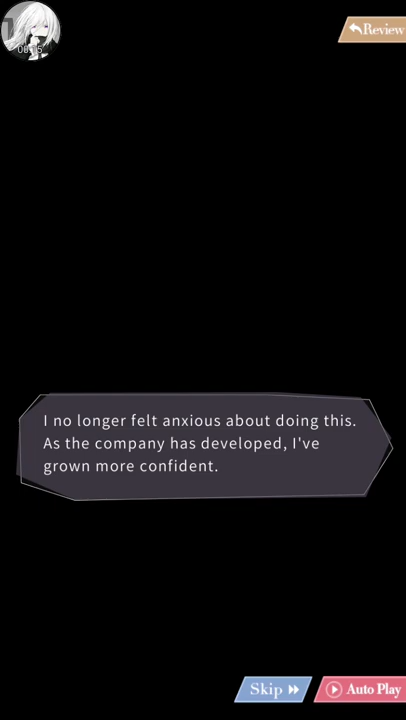 Review
I no longer felt anxious about doing this.
As the company has developed, I've
grown more confident.
Skip
Auto Play